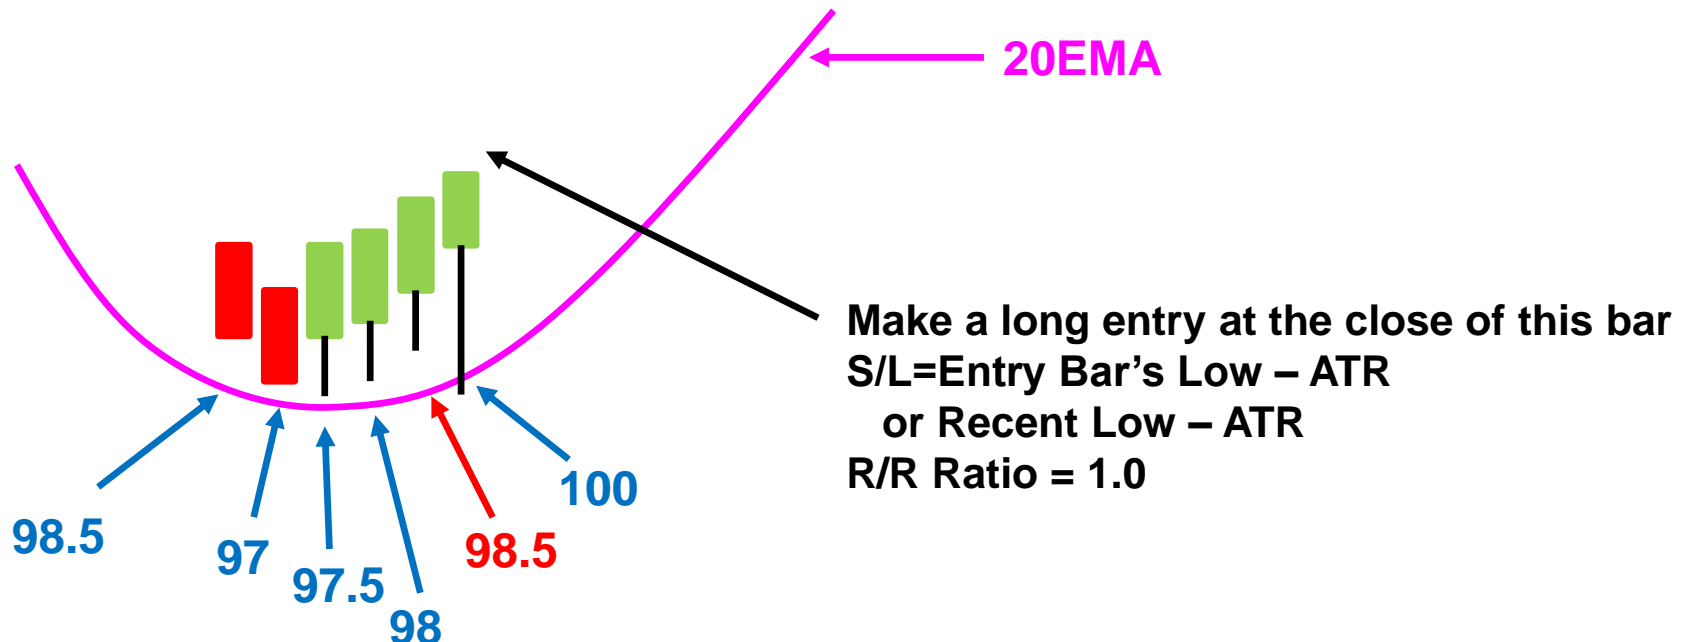 20EMA
Make a long entry at the close of this bar
S/L=Entry Bar’s Low – ATR
or Recent Low – ATR
R/R Ratio = 1.0
100
98.5
97
98.5
97.5
98